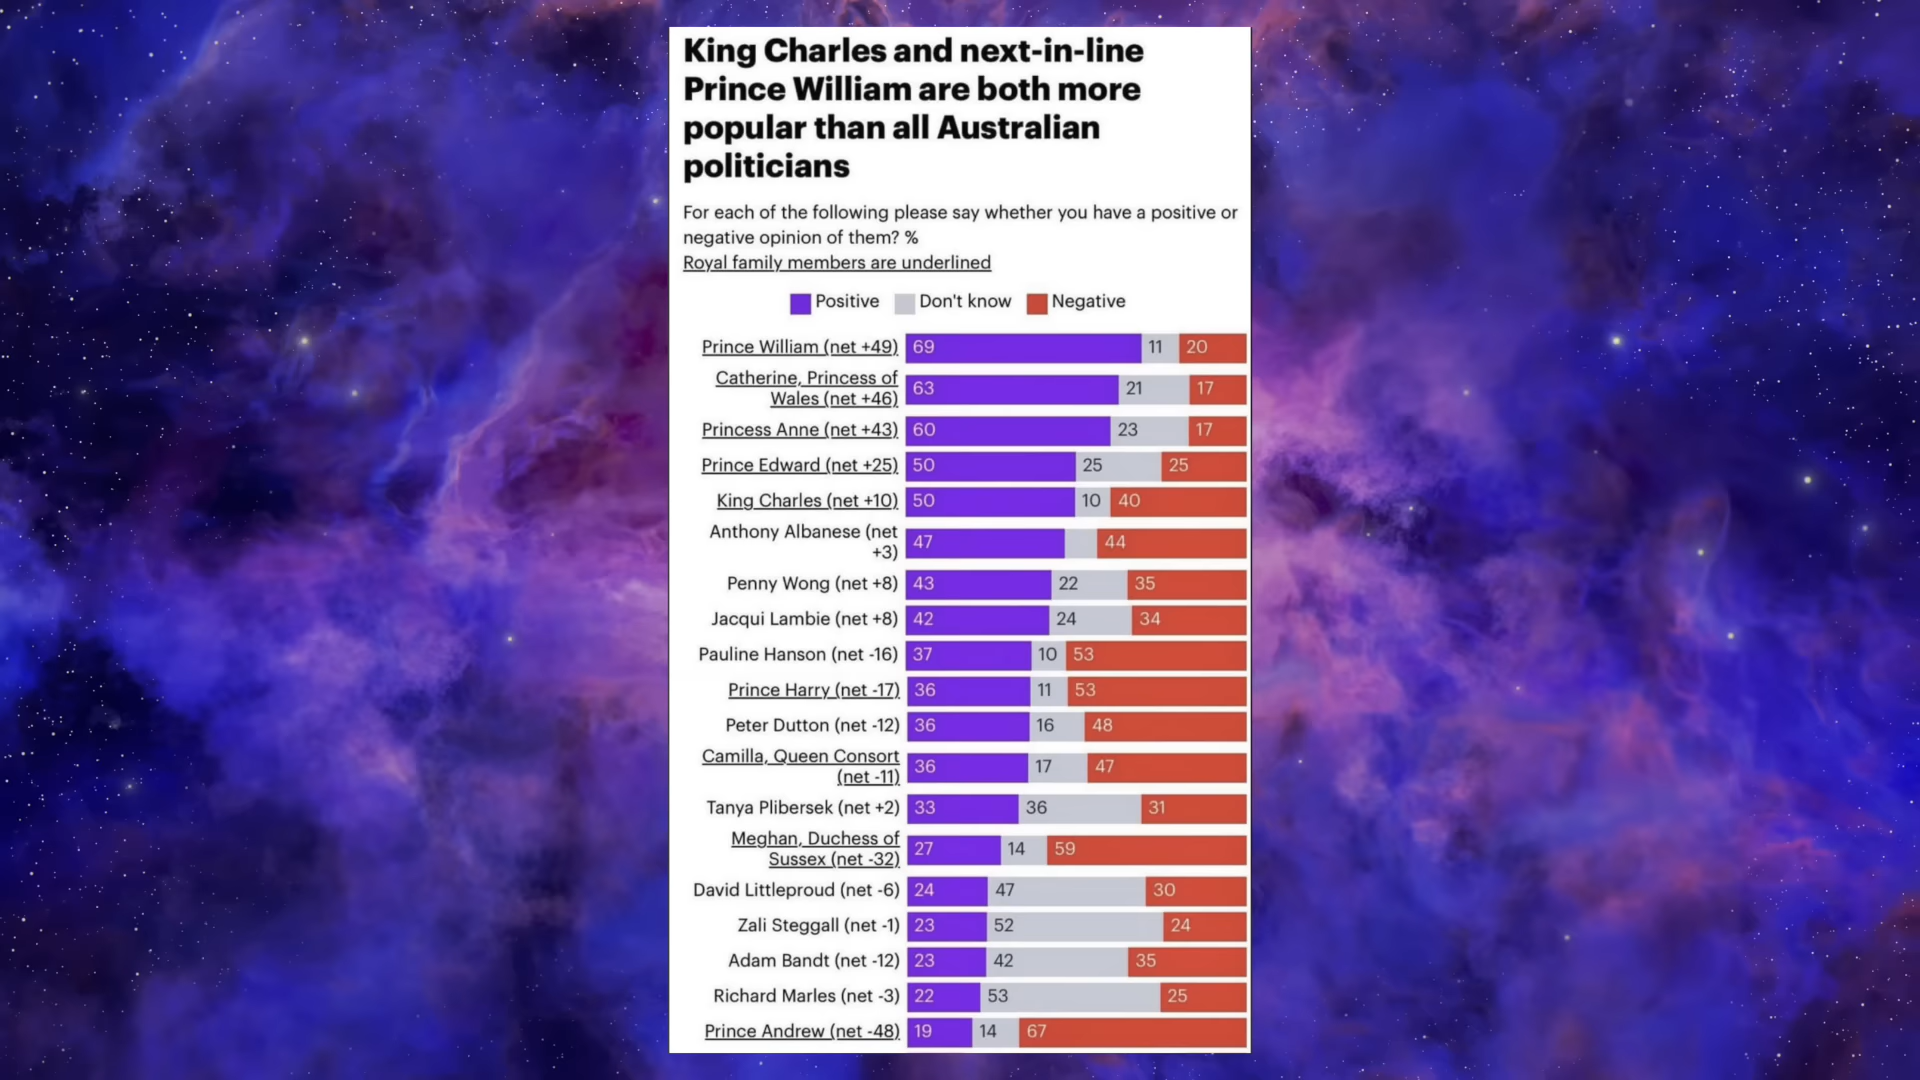 King Charles and next-in-line
Prince William are both more
popular than all Australian
politicians
For each of the following please say whether you have a positive or
negative opinion of them? %
Royal family members are underlined
Positive Don't know Negative
Prince William (net +49) 69 11 20
Catherine, Princess of
Wales (net +46) 63 21 17
Princess Anne (net +43) 60 23 17
Prince Edward (net +25) 50 25 25
King Charles (net +10) 50 10 40
Anthony Albanese (net
+3) 47 44
Penny Wong (net +8) 43 22 35
Jacqui Lambie (net +8) 42 24 34
Pauline Hanson (net -16) 37 10 53
Prince Harry (net -17) 36 11 53
Peter Dutton (net -12) 36 16 48
Camilla, Queen Consort
(net -11) 36 17 47
Tanya Plibersek (net +2) 33 36 31
Meghan, Duchess of
Sussex (net -32) 27 14 59
David Littleproud (net -6) 24 47 30
Zali Steggall (net -1) 23 52 24
Adam Bandt (net -12) 23 42 35
Richard Marles (net -3) 22 53 25
Prince Andrew (net -48) 19 14 67